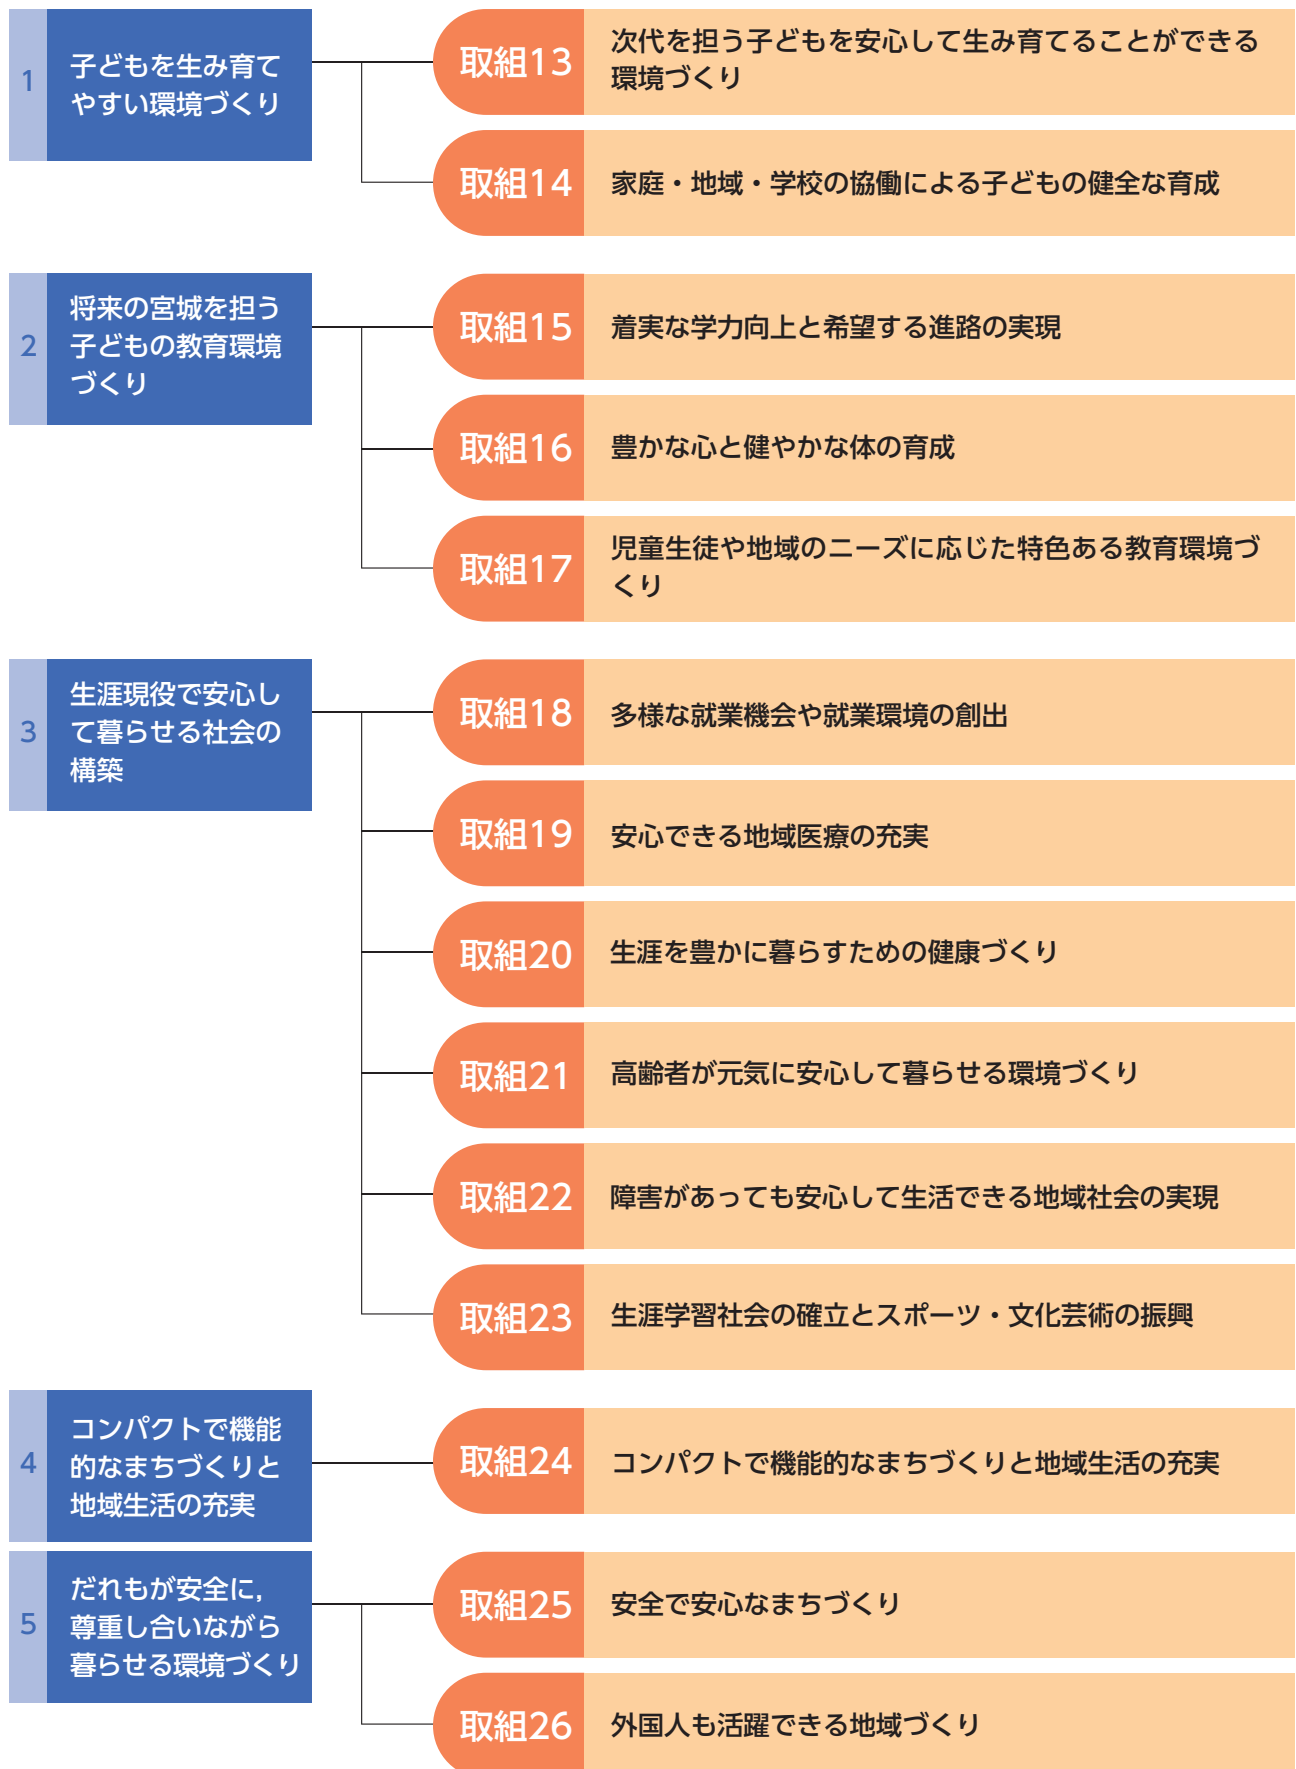 1
子どもを生み育て
やすい環境づくり
取組13
次代を担う子どもを安心して生み育てることができる
環境づくり
取組14
家庭・地域・学校の協働による子どもの健全な育成
2
将来の宮城を担う
子どもの教育環境
づくり
取組15
着実な学力向上と希望する進路の実現
取組16
豊かな心と健やかな体の育成
取組17
児童生徒や地域のニーズに応じた特色ある教育環境づ
くり
3
生涯現役で安心し
て暮らせる社会の
構築
取組18
多様な就業機会や就業環境の創出
取組19
安心できる地域医療の充実
取組20
生涯を豊かに暮らすための健康づくり
取組21
高齢者が元気に安心して暮らせる環境づくり
取組22
障害があっても安心して生活できる地域社会の実現
取組23
生涯学習社会の確立とスポーツ・文化芸術の振興
4
コンパクトで機能
的なまちづくりと
地域生活の充実
取組24
コンパクトで機能的なまちづくりと地域生活の充実
5
だれもが安全に,
尊重し合いながら
暮らせる環境づくり
取組25
安全で安心なまちづくり
取組26
外国人も活躍できる地域づくり